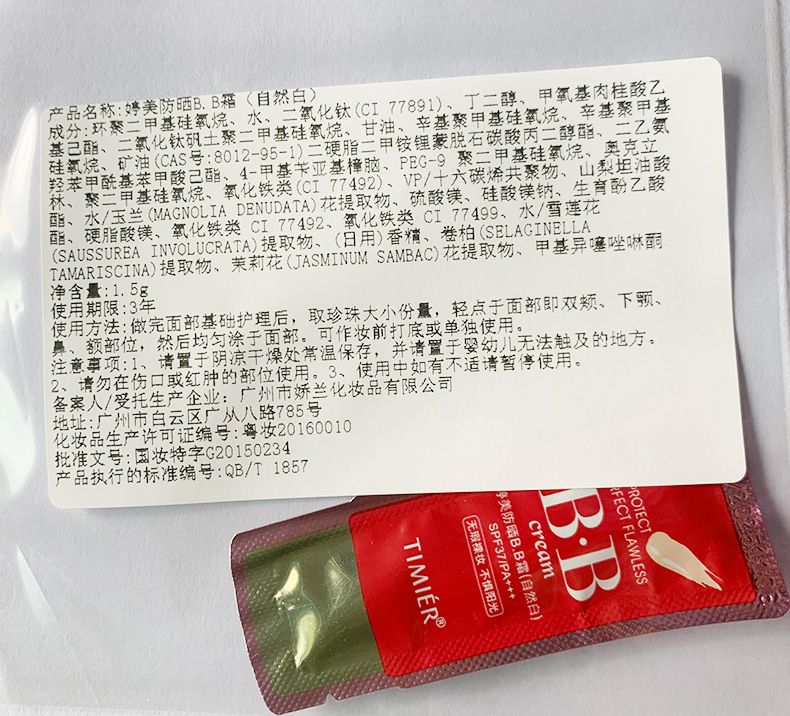 产品名称:婷美防晒B.B霜 (自然白)
成分:环聚二甲基硅氧烷、水、二氧化钛(CI 77891)、丁二醇、甲氧基肉桂酸乙
基己酯、二氧化钛矾土聚二甲基硅氧烷、甘油、辛基聚甲基硅氧烷、辛基聚甲基
硅氧烷、矿油(CAS号:8012-95-1)二硬脂二甲铵锂蒙脱石碳酸丙二醇酯、二乙氨
羟苯甲酰基苯甲酸己酯、4-甲基苄亚基樟脑、PEG-9 聚二甲基硅氧烷、奥克立
林、聚二甲基硅氧烷、氧化铁类(CI 77492)、VP/十六碳烯共聚物、山梨坦油酸
酯、水/玉兰(MAGNOLIA DENUDATA)花提取物、硫酸镁、硅酸镁钠、生育酚乙酸
酯、硬脂酸镁、氧化铁类 CI 77492、氧化铁类 CI 77499、水/雪莲花
(SAUSSUREA INVOLUCRATA)提取物、(日用)香精、卷柏(SELAGINELLA
TAMARISCINA)提取物、茉莉花(JASMINUM SAMBAC)花提取物、甲基异噻唑啉酮
净含量:1.5g
使用期限:3年
使用方法:做完面部基础护理后，取珍珠大小份量，轻点于面部即双颊、下颚、
鼻、额部位，然后均匀涂于面部。可作妆前打底或单独使用。
注意事项:1、请置于阴凉干燥处常温保存，并请置于婴幼儿无法触及的地方。
2、请勿在伤口或红肿的部位使用。3、使用中如有不适请暂停使用。
备案人/受托生产企业: 广州市娇兰化妆品有限公司
地址:广州市白云区广从八路785号
化妆品生产许可证编号:粤妆20160010
批准文号:国妆特字G20150234
产品执行的标准编号:QB/T 1857
PROTECT
PERFECT FLAWLESS
B·B
cream
婷美防晒B.B霜(自然白)
SPF37/PA+++
无瑕裸妆 不惧阳光
TIMIÉR®